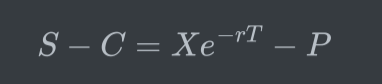 S − C = Xe^{−rT} − P